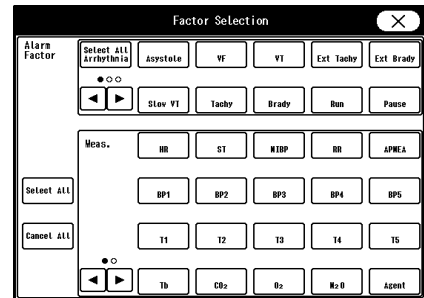 Factor Selection
Alarm
Factor
Select All
Arrhythmia
Asystole
VF
VT
Ext Tachy
Ext Brady
Slow VT
Tachy
Brady
Run
Pause
Meas.
HR
ST
NIBP
RR
APNEA
Select All
BP1
BP2
BP3
BP4
BP5
Cancel All
T1
T2
T3
T4
T5
Tb
CO₂
O₂
N₂O
Agent